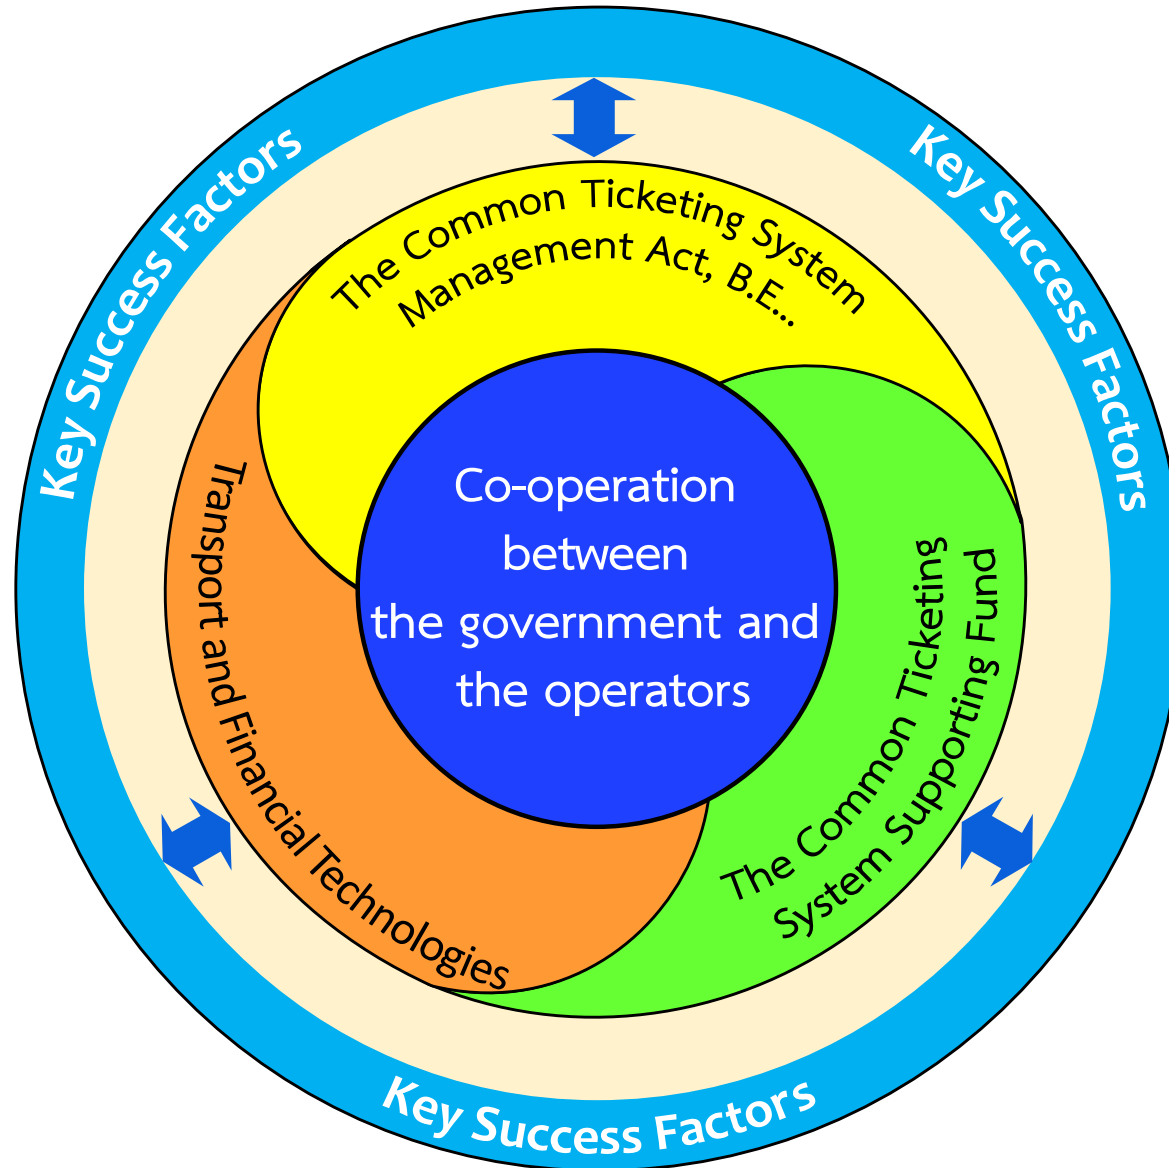 Key Success Factors
Key Success Factors
The Common Ticketing System
Management Act, B.E...
Co-operation
between
the government and
the operators
Transport and Financial Technologies
The Common Ticketing
System Supporting Fund
Key Success Factors